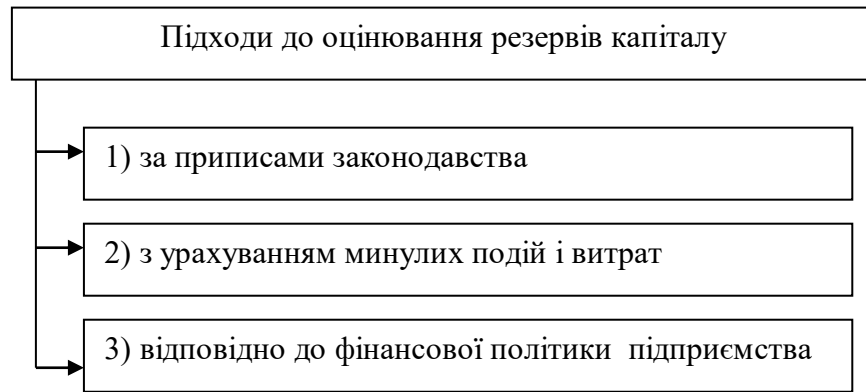 Підходи до оцінювання резервів капіталу
1) за приписами законодавства
2) з урахуванням минулих подій і витрат
3) відповідно до фінансової політики підприємства